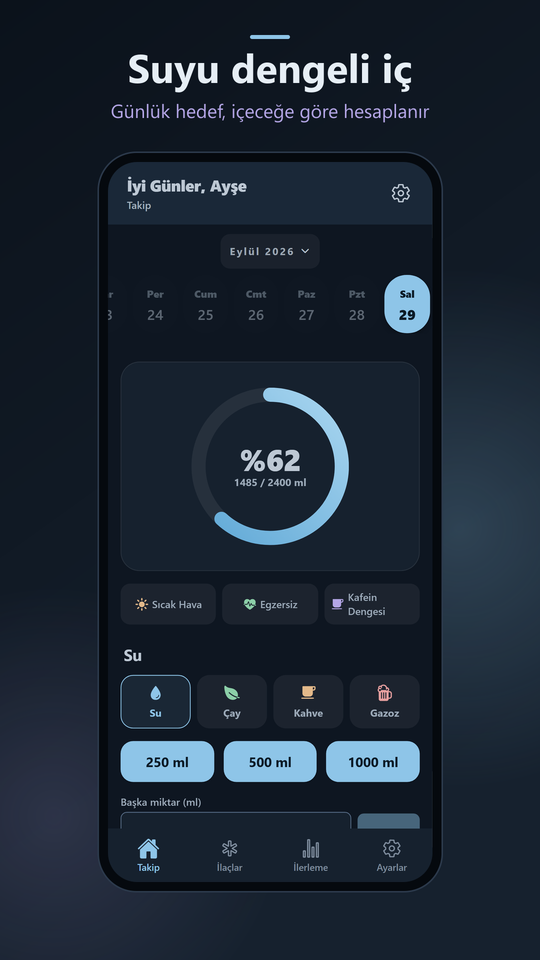 Suyu dengeli iç
Günlük hedef, içeceğe göre hesaplanır
İyi Günler, Ayşe
Takip
Eylül 2026
Per Cum Cmt Paz Pzt Sal
24 25 26 27 28 29
%62
1485 / 2400 ml
Sıcak Hava
Egzersiz
Kafein
Dengesi
Su
Su Çay Kahve Gazoz
250 ml 500 ml 1000 ml
Başka miktar (ml)
Takip İlaçlar İlerleme Ayarlar